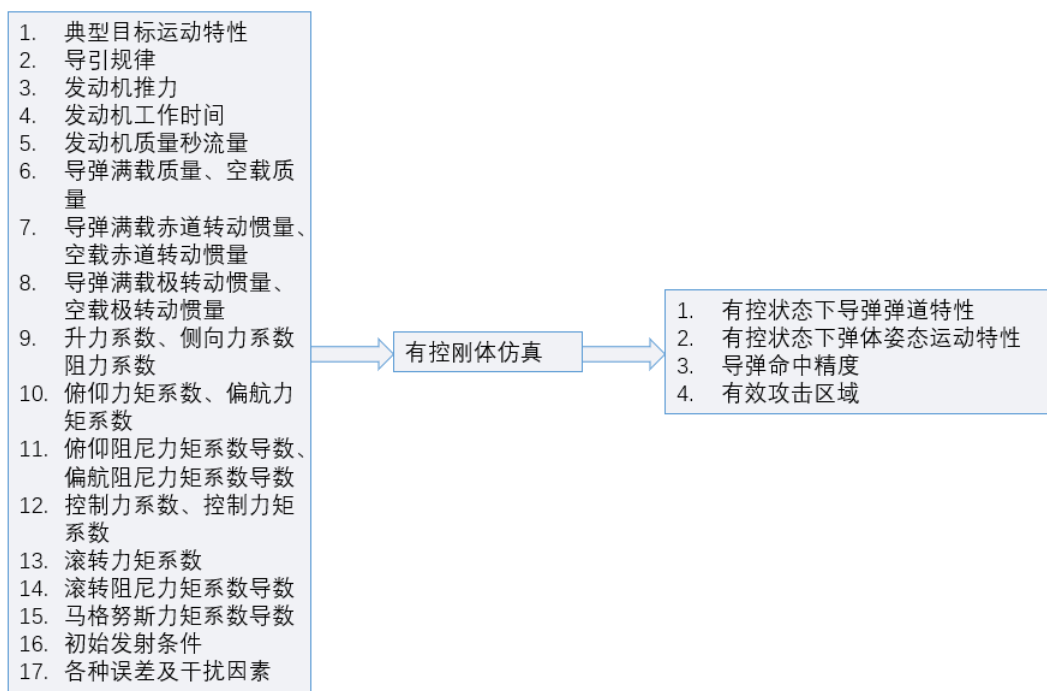 1. 典型目标运动特性
2. 导引规律
3. 发动机推力
4. 发动机工作时间
5. 发动机质量秒流量
6. 导弹满载质量、空载质
量
7. 导弹满载赤道转动惯量、
空载赤道转动惯量
8. 导弹满载极转动惯量、
空载极转动惯量
9. 升力系数、侧向力系数
阻力系数
10. 俯仰力矩系数、偏航力
矩系数
11. 俯仰阻尼力矩系数导数、
偏航阻尼力矩系数导数
12. 控制力系数、控制力矩
系数
13. 滚转力矩系数
14. 滚转阻尼力矩系数导数
15. 马格努斯力矩系数导数
16. 初始发射条件
17. 各种误差及干扰因素
有控刚体仿真
1. 有控状态下导弹弹道特性
2. 有控状态下弹体姿态运动特性
3. 导弹命中精度
4. 有效攻击区域